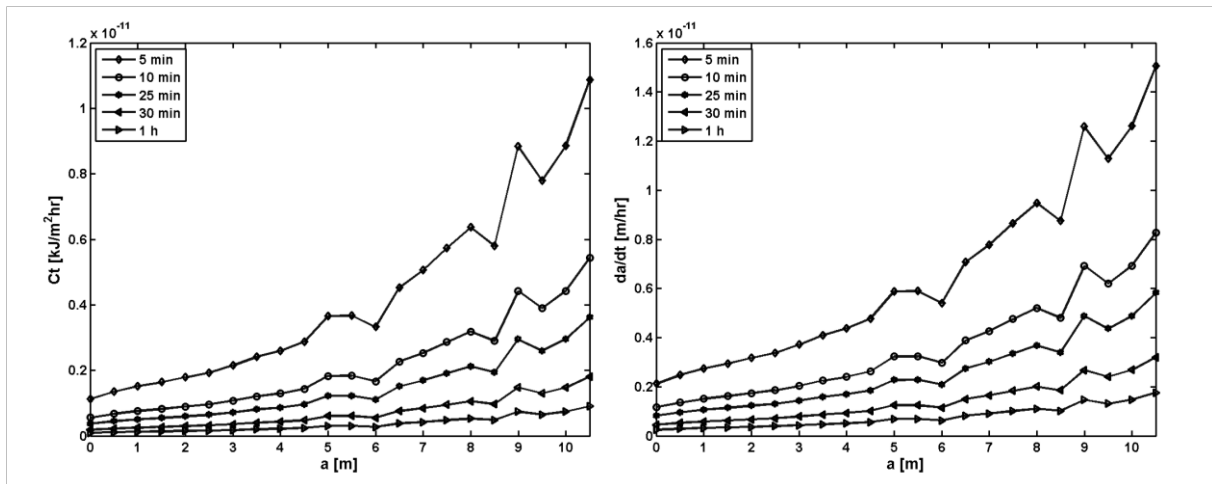 x 10⁻¹¹
1.2
1
0.8
0.6
0.4
0.2
0
Ct [kJ/m²hr]
5 min
10 min
25 min
30 min
1 h
0 1 2 3 4 5 6 7 8 9 10
a [m]
x 10⁻¹¹
1.6
1.4
1.2
1
0.8
0.6
0.4
0.2
0
da/dt [m/hr]
5 min
10 min
25 min
30 min
1 h
0 1 2 3 4 5 6 7 8 9 10
a [m]